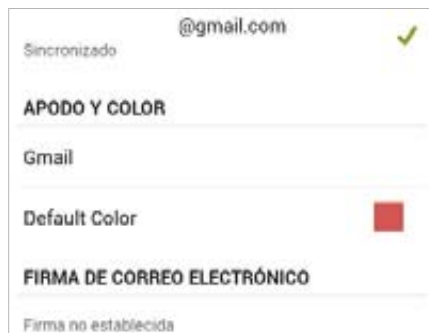 @gmail.com
Sincronizado
APODO Y COLOR
Gmail
Default Color
FIRMA DE CORREO ELECTRÓNICO
Firma no establecida